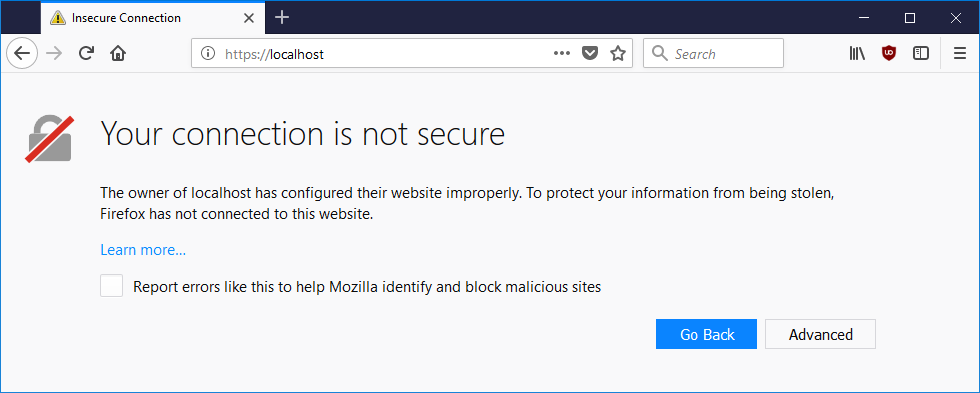 Insecure Connection
https://localhost
Search
Your connection is not secure
The owner of localhost has configured their website improperly. To protect your information from being stolen,
Firefox has not connected to this website.
Learn more...
Report errors like this to help Mozilla identify and block malicious sites
Go Back
Advanced